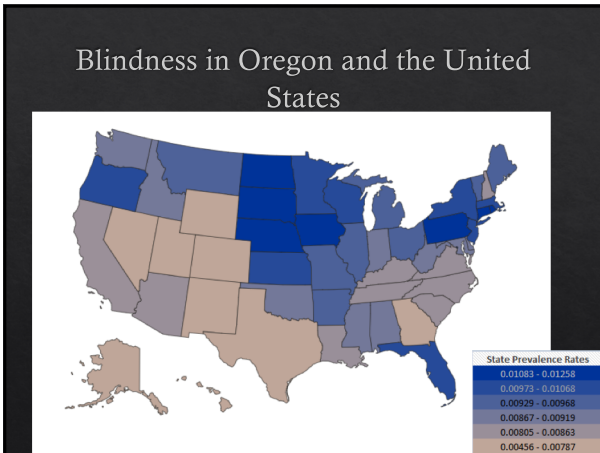 Blindness in Oregon and the United
States
State Prevalence Rates
0.01083 - 0.01258
0.00973 - 0.01068
0.00929 - 0.00968
0.00867 - 0.00919
0.00805 - 0.00863
0.00456 - 0.00787